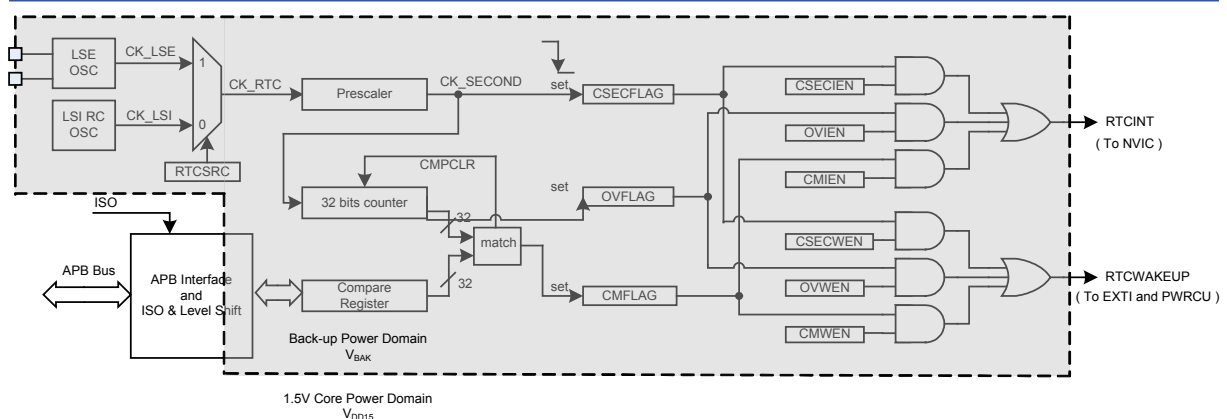 LSE
OSC
CK_LSE
1
LSI RC
OSC
CK_LSI
0
RTCSRC
CK_RTC
Prescaler
CK_SECOND
set
CSECFLAG
CSECIEN
OVIEN
CMIEN
RTCINT
( To NVIC )
CMPCLR
32 bits counter
32
set
OVFLAG
match
ISO
APB Bus
APB Interface
and
ISO & Level Shift
Compare
Register
32
set
CMFLAG
CSECWEN
OVWEN
CMWEN
RTCWAKEUP
( To EXTI and PWRCU )
Back-up Power Domain
VBAK
1.5V Core Power Domain
VDD15